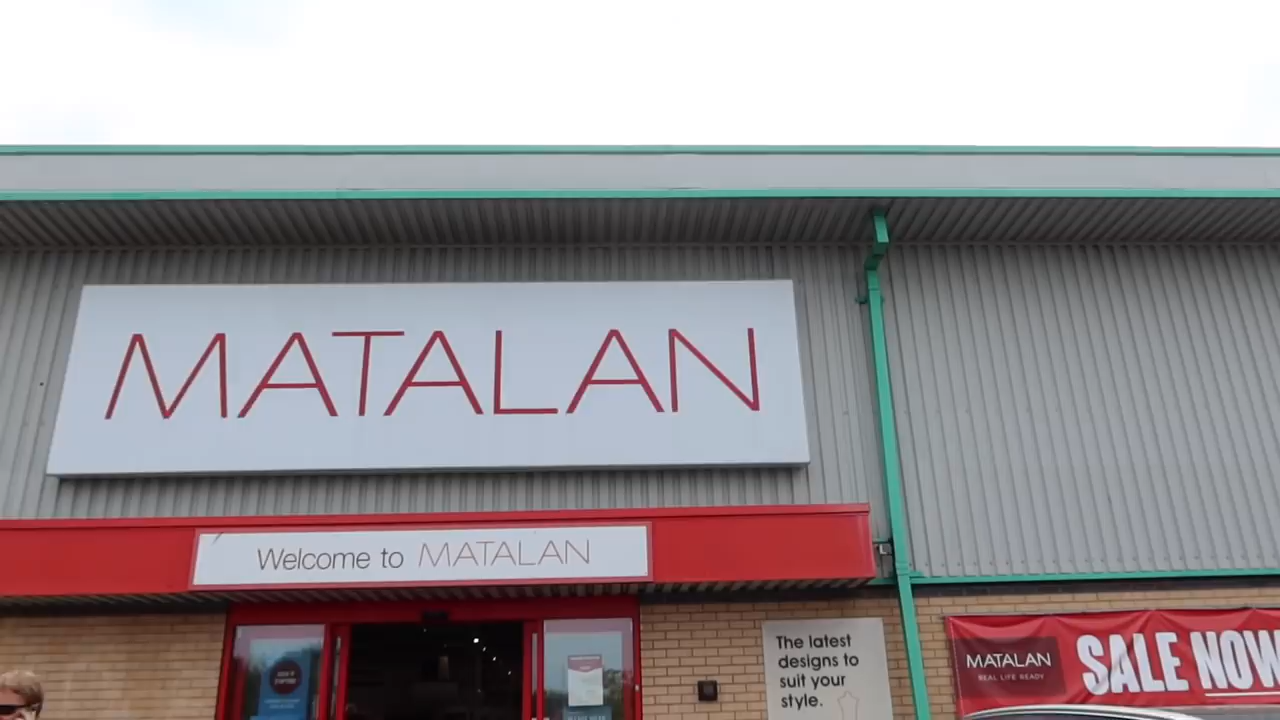 MATALAN
Welcome to MATALAN
The latest
designs to
suit your
style.
MATALAN
REAL LIFE READY
SALE NOW